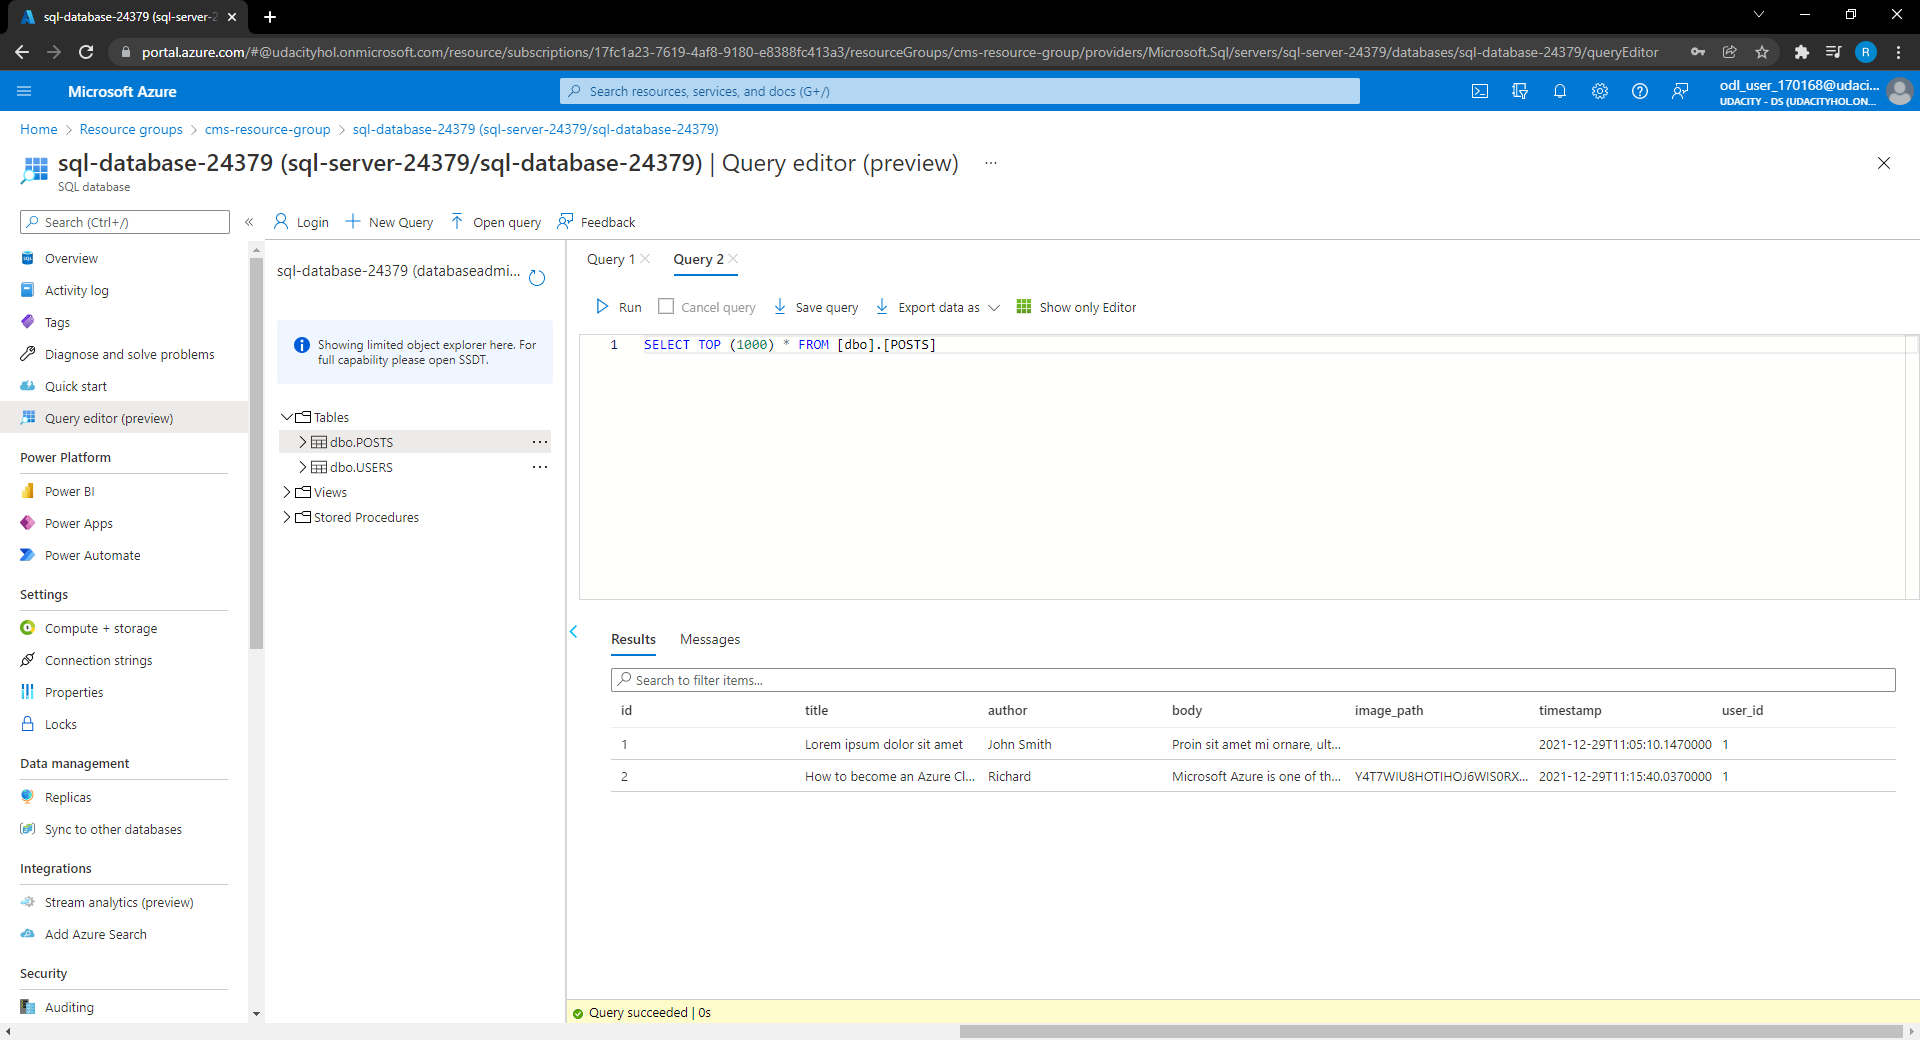 sql-database-24379 (sql-server-2
portal.azure.com/#@udacityhol.onmicrosoft.com/resource/subscriptions/17fc1a23-7619-4af8-9180-e8388fc413a3/resourceGroups/cms-resource-group/providers/Microsoft.Sql/servers/sql-server-24379/databases/sql-database-24379/queryEditor
R
Microsoft Azure
Search resources, services, and docs (G+/)
odl_user_170168@udaci...
UDACITY - DS (UDACITYHOL.ON...
Home > Resource groups > cms-resource-group > sql-database-24379 (sql-server-24379/sql-database-24379)
sql-database-24379 (sql-server-24379/sql-database-24379) | Query editor (preview) ...
SQL database
Search (Ctrl+/)
«
Login
New Query
Open query
Feedback
Overview
Activity log
Tags
Diagnose and solve problems
Quick start
Query editor (preview)
Power Platform
Power BI
Power Apps
Power Automate
Settings
Compute + storage
Connection strings
Properties
Locks
Data management
Replicas
Sync to other databases
Integrations
Stream analytics (preview)
Add Azure Search
Security
Auditing
sql-database-24379 (databaseadmi...
Showing limited object explorer here. For
full capability please open SSDT.
Tables
dbo.POSTS ...
dbo.USERS ...
Views
Stored Procedures
Query 1
Query 2
Run
Cancel query
Save query
Export data as
Show only Editor
1 SELECT TOP (1000) * FROM [dbo].[POSTS]
Results
Messages
Search to filter items...
id title author body image_path timestamp user_id
1 Lorem ipsum dolor sit amet John Smith Proin sit amet mi ornare, ult... 2021-12-29T11:05:10.1470000 1
2 How to become an Azure Cl... Richard Microsoft Azure is one of th... Y4T7WIU8HOTIHOJ6WIS0RX... 2021-12-29T11:15:40.0370000 1
Query succeeded | 0s